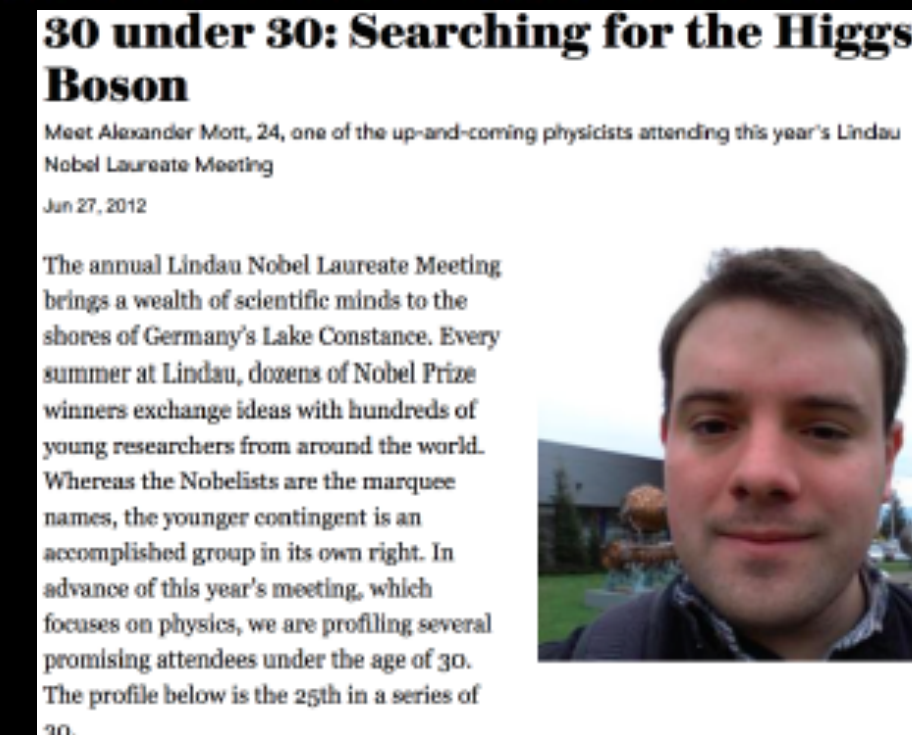 30 under 30: Searching for the Higgs
Boson
Meet Alexander Mott, 24, one of the up-and-coming physicists attending this year's Lindau
Nobel Laureate Meeting
Jun 27, 2012
The annual Lindau Nobel Laureate Meeting
brings a wealth of scientific minds to the
shores of Germany's Lake Constance. Every
summer at Lindau, dozens of Nobel Prize
winners exchange ideas with hundreds of
young researchers from around the world.
Whereas the Nobelists are the marquee
names, the younger contingent is an
accomplished group in its own right. In
advance of this year's meeting, which
focuses on physics, we are profiling several
promising attendees under the age of 30.
The profile below is the 25th in a series of
30.